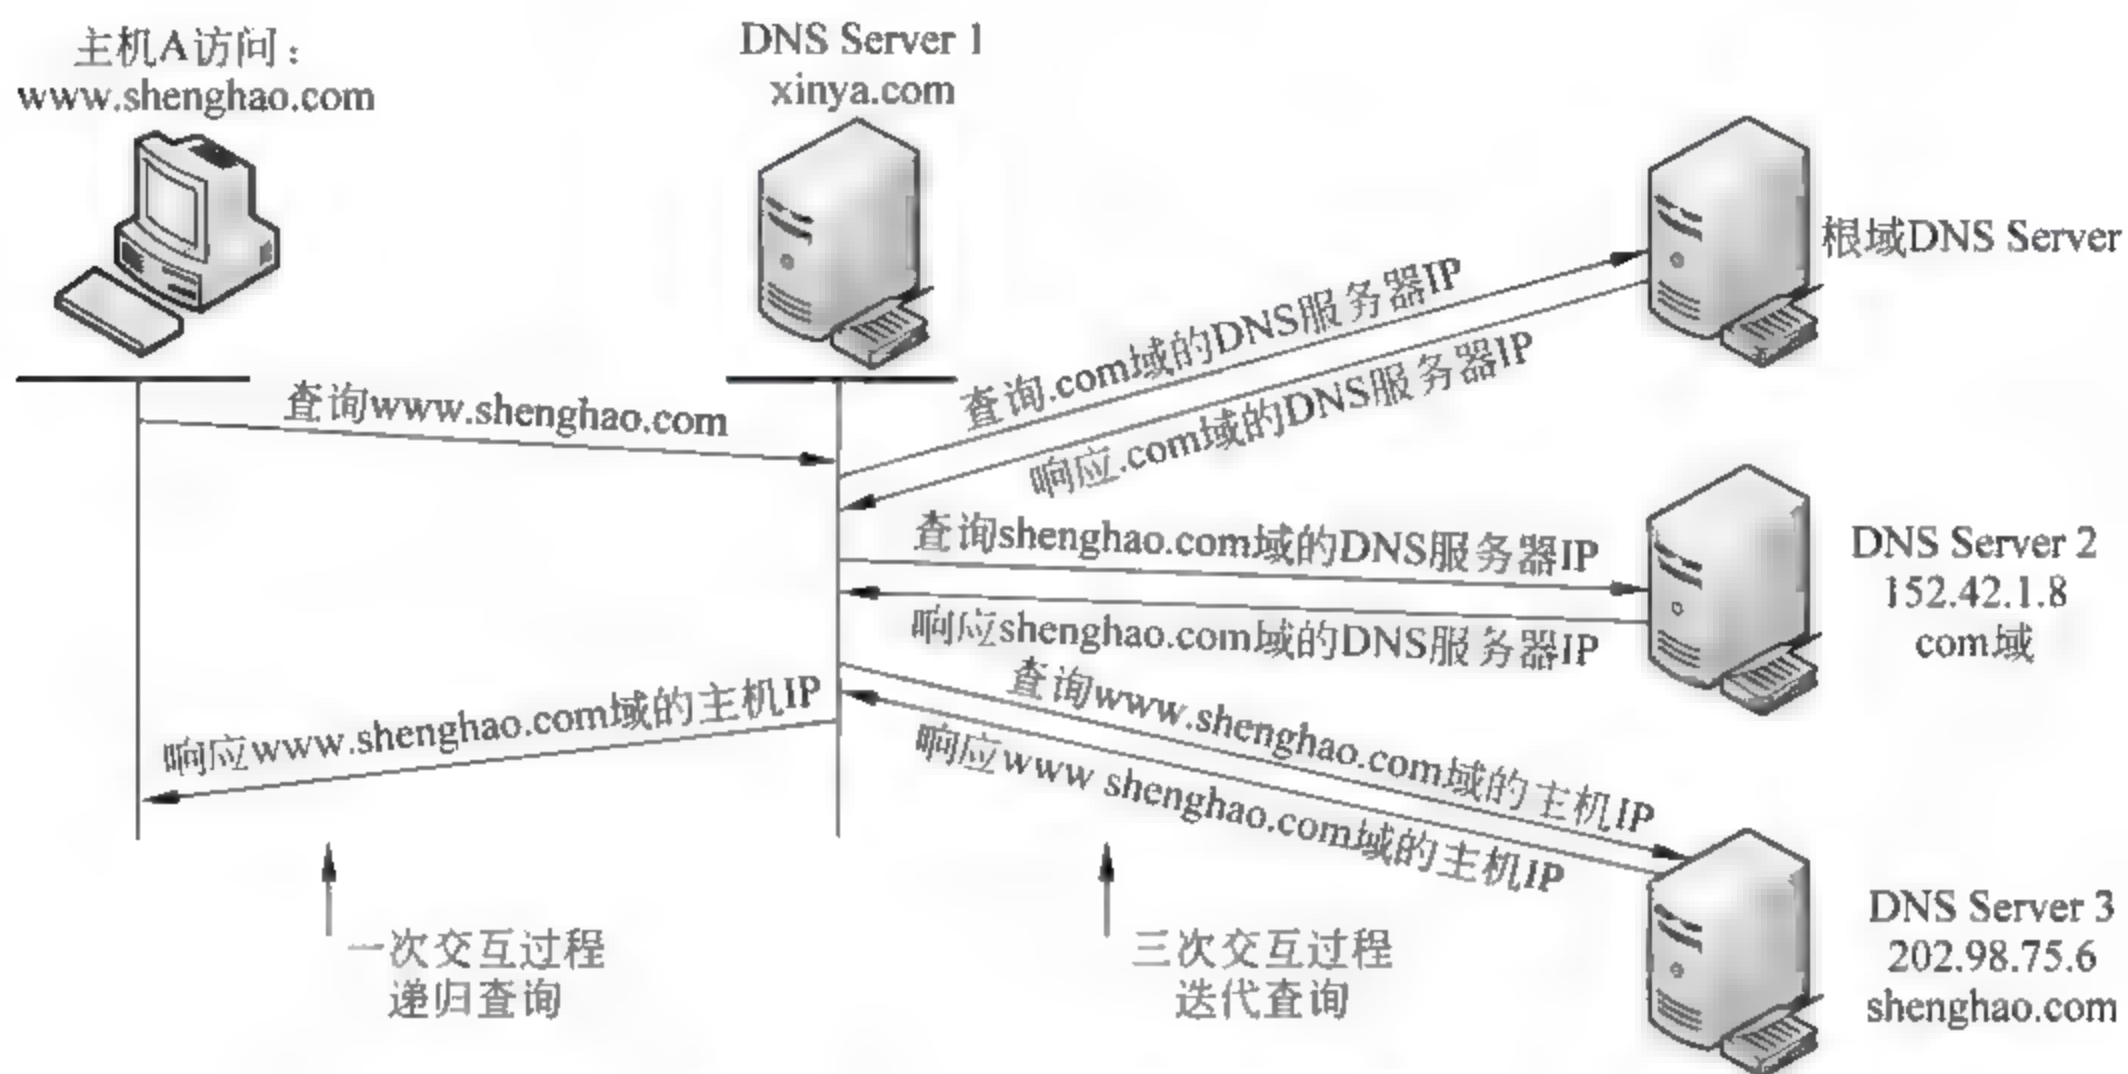 主机A访问：
www.shenghao.com
DNS Server 1
xinya.com
根域DNS Server
查询www.shenghao.com
查询.com域的DNS服务器IP
响应.com域的DNS服务器IP
查询shenghao.com域的DNS服务器IP
响应shenghao.com域的DNS服务器IP
DNS Server 2
152.42.1.8
com域
查询www.shenghao.com域的主机IP
响应www shenghao.com域的主机IP
响应www.shenghao.com域的主机IP
DNS Server 3
202.98.75.6
shenghao.com
一次交互过程
递归查询
三次交互过程
迭代查询